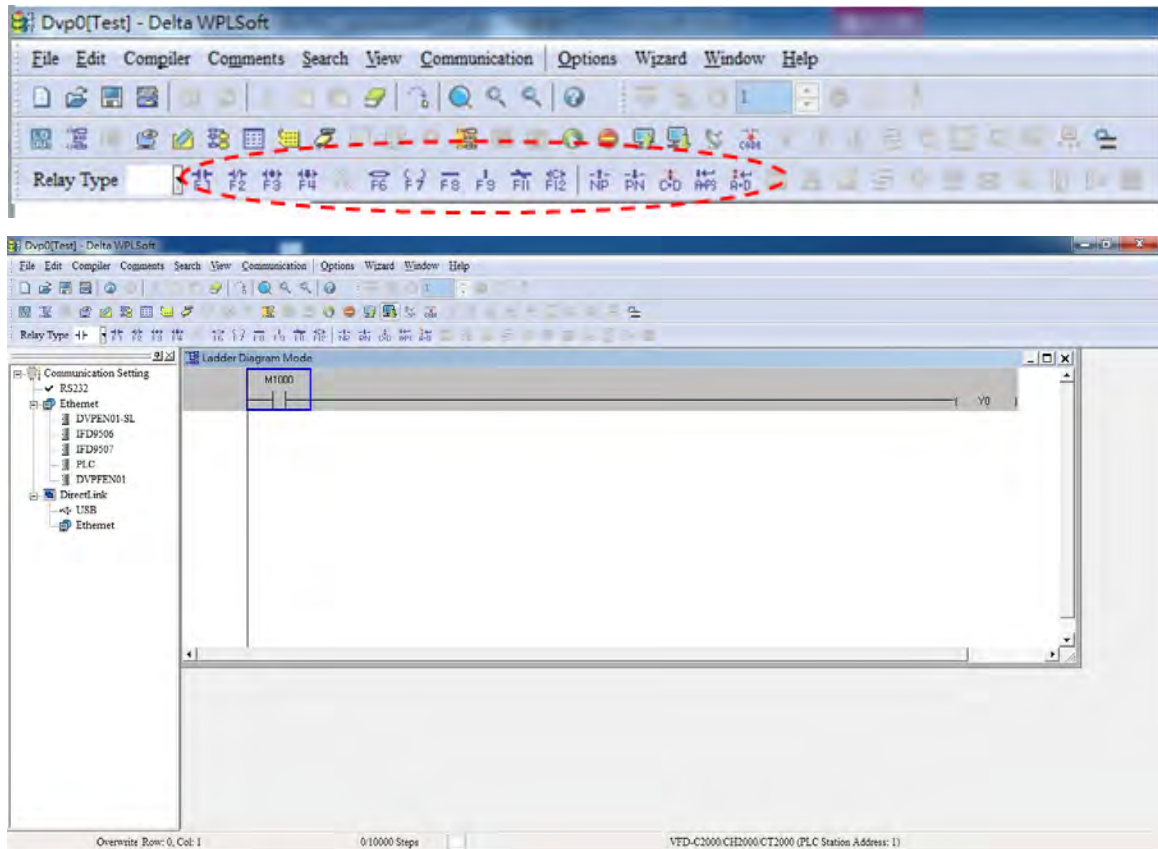 Dvp0[Test] - Delta WPLSoft
File Edit Compiler Comments Search View Communication Options Wizard Window Help
1
CODE
Relay Type F1 F2 F3 F4 F6 F7 F8 F9 F11 F12 NP PN
Dvp0[Test] - Delta WPLSoft
File Edit Compiler Comments Search View Communication Options Wizard Window Help
1
Relay Type
Ladder Diagram Mode
Communication Setting
RS232
Ethernet
DVPEN01-SL
IFD9506
IFD9507
PLC
DVPFEN01
DirectLink
USB
Ethernet
M1000
Y0
Overwrite Row: 0, Col: 1 0/10000 Steps VFD-C2000/CH2000/CT2000 (PLC Station Address: 1)